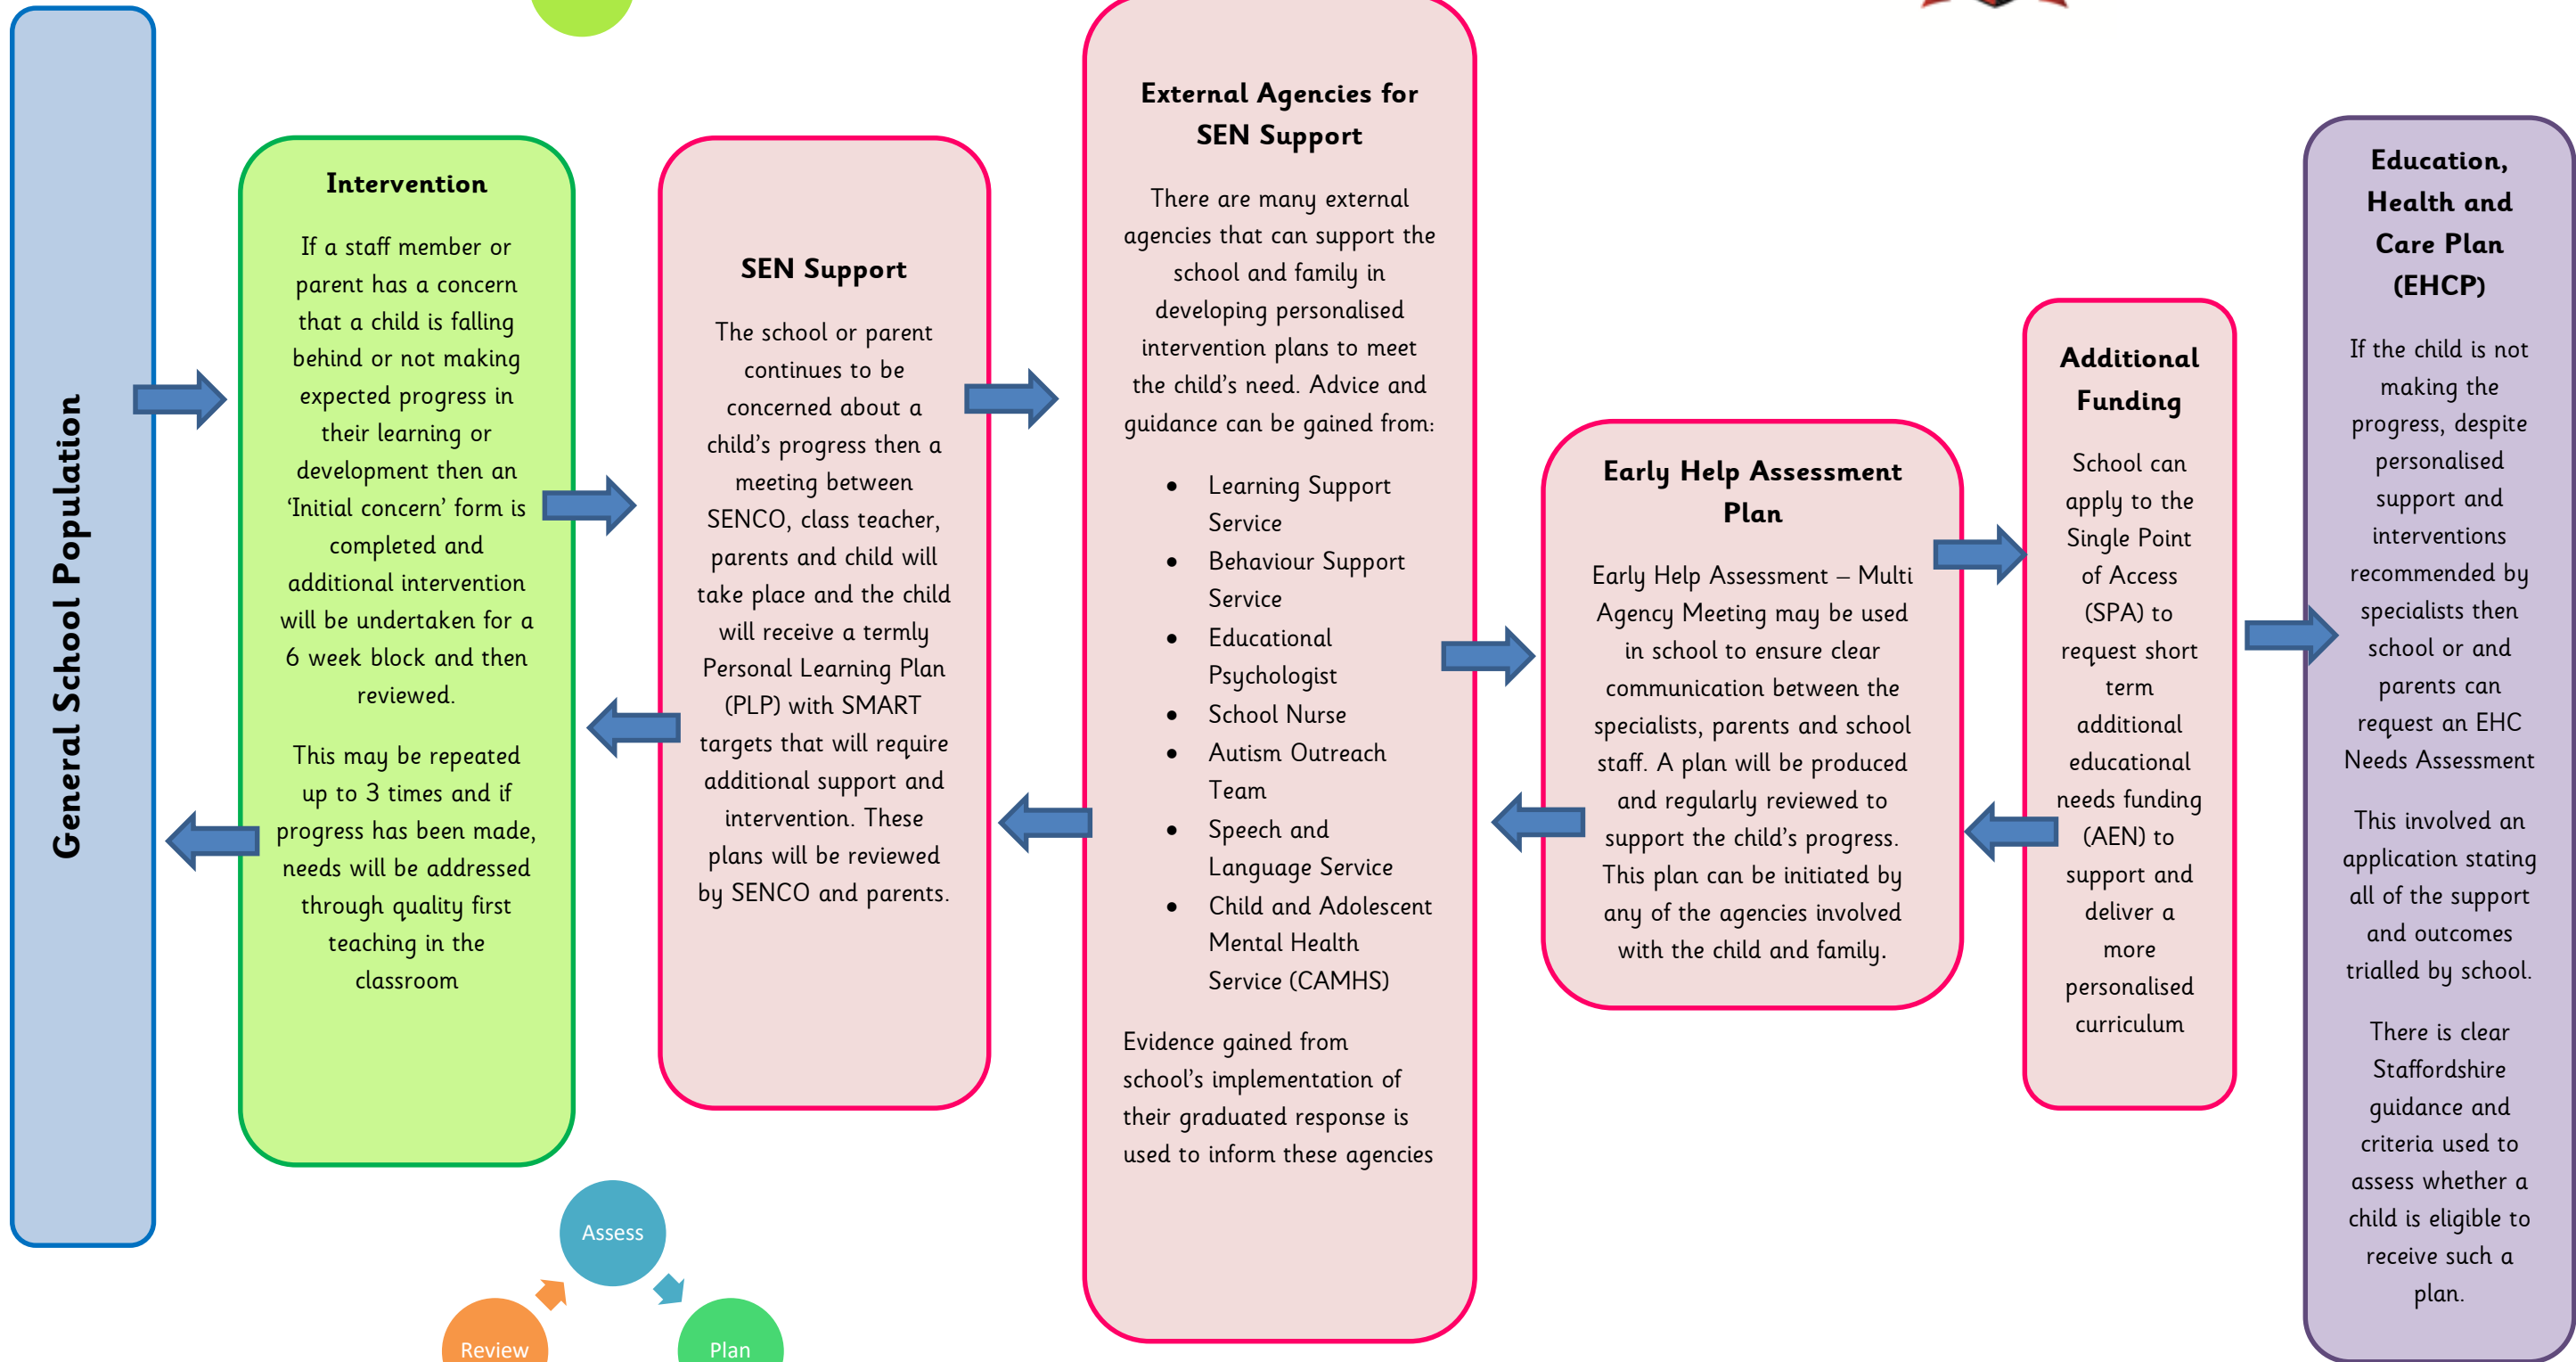 General School Population
Intervention
If a staff member or
parent has a concern
that a child is falling
behind or not making
expected progress in
their learning or
development then an
‘Initial concern’ form is
completed and
additional intervention
will be undertaken for a
6 week block and then
reviewed.
This may be repeated
up to 3 times and if
progress has been made,
needs will be addressed
through quality first
teaching in the
classroom
SEN Support
The school or parent
continues to be
concerned about a
child’s progress then a
meeting between
SENCO, class teacher,
parents and child will
take place and the child
will receive a termly
Personal Learning Plan
(PLP) with SMART
targets that will require
additional support and
intervention. These
plans will be reviewed
by SENCO and parents.
External Agencies for
SEN Support
There are many external
agencies that can support the
school and family in
developing personalised
intervention plans to meet
the child’s need. Advice and
guidance can be gained from:
• Learning Support
Service
• Behaviour Support
Service
• Educational
Psychologist
• School Nurse
• Autism Outreach
Team
• Speech and
Language Service
• Child and Adolescent
Mental Health
Service (CAMHS)
Evidence gained from
school’s implementation of
their graduated response is
used to inform these agencies
Early Help Assessment
Plan
Early Help Assessment – Multi
Agency Meeting may be used
in school to ensure clear
communication between the
specialists, parents and school
staff. A plan will be produced
and regularly reviewed to
support the child’s progress.
This plan can be initiated by
any of the agencies involved
with the child and family.
Additional
Funding
School can
apply to the
Single Point
of Access
(SPA) to
request short
term
additional
educational
needs funding
(AEN) to
support and
deliver a
more
personalised
curriculum
Education,
Health and
Care Plan
(EHCP)
If the child is not
making the
progress, despite
personalised
support and
interventions
recommended by
specialists then
school or and
parents can
request an EHC
Needs Assessment
This involved an
application stating
all of the support
and outcomes
trialled by school.
There is clear
Staffordshire
guidance and
criteria used to
assess whether a
child is eligible to
receive such a
plan.
Assess
Review
Plan